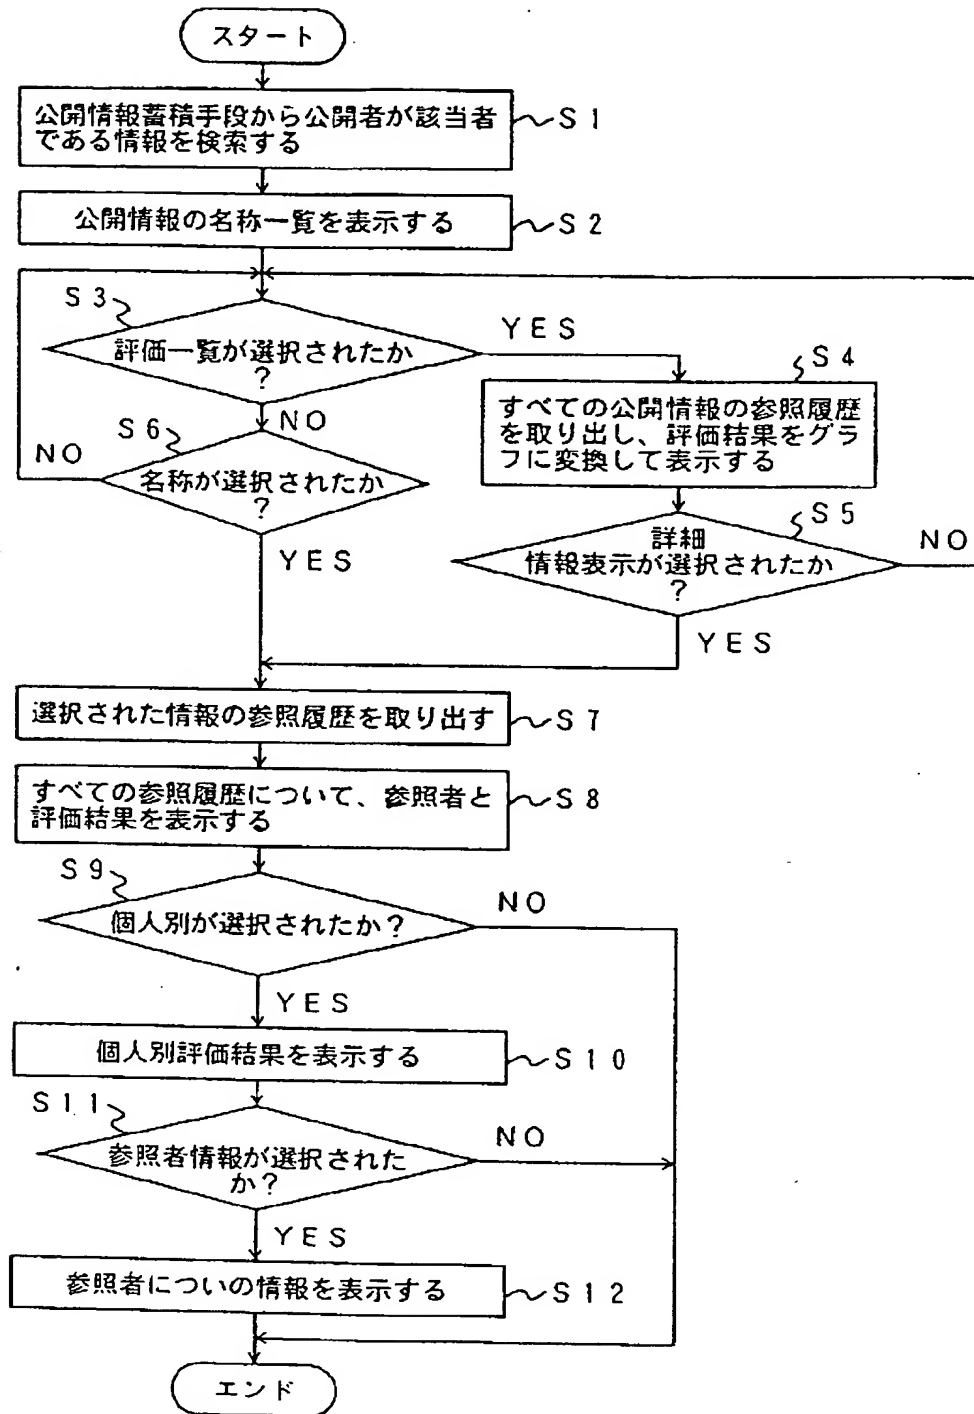 スタート
公開情報蓄積手段から公開者が該当者
である情報を検索する
S1
公開情報の名称一覧を表示する
S2
S3
評価一覧が選択されたか
?
YES
NO
S4
すべての公開情報の参照履歴
を取り出し、評価結果をグラ
フに変換して表示する
S5
詳細
情報表示が選択されたか
?
NO
YES
S6
名称が選択されたか
?
NO
YES
選択された情報の参照履歴を取り出す
S7
すべての参照履歴について、参照者と
評価結果を表示する
S8
S9
個人別が選択されたか?
NO
YES
個人別評価結果を表示する
S10
S11
参照者情報が選択された
か?
NO
YES
参照者についの情報を表示する
S12
エンド